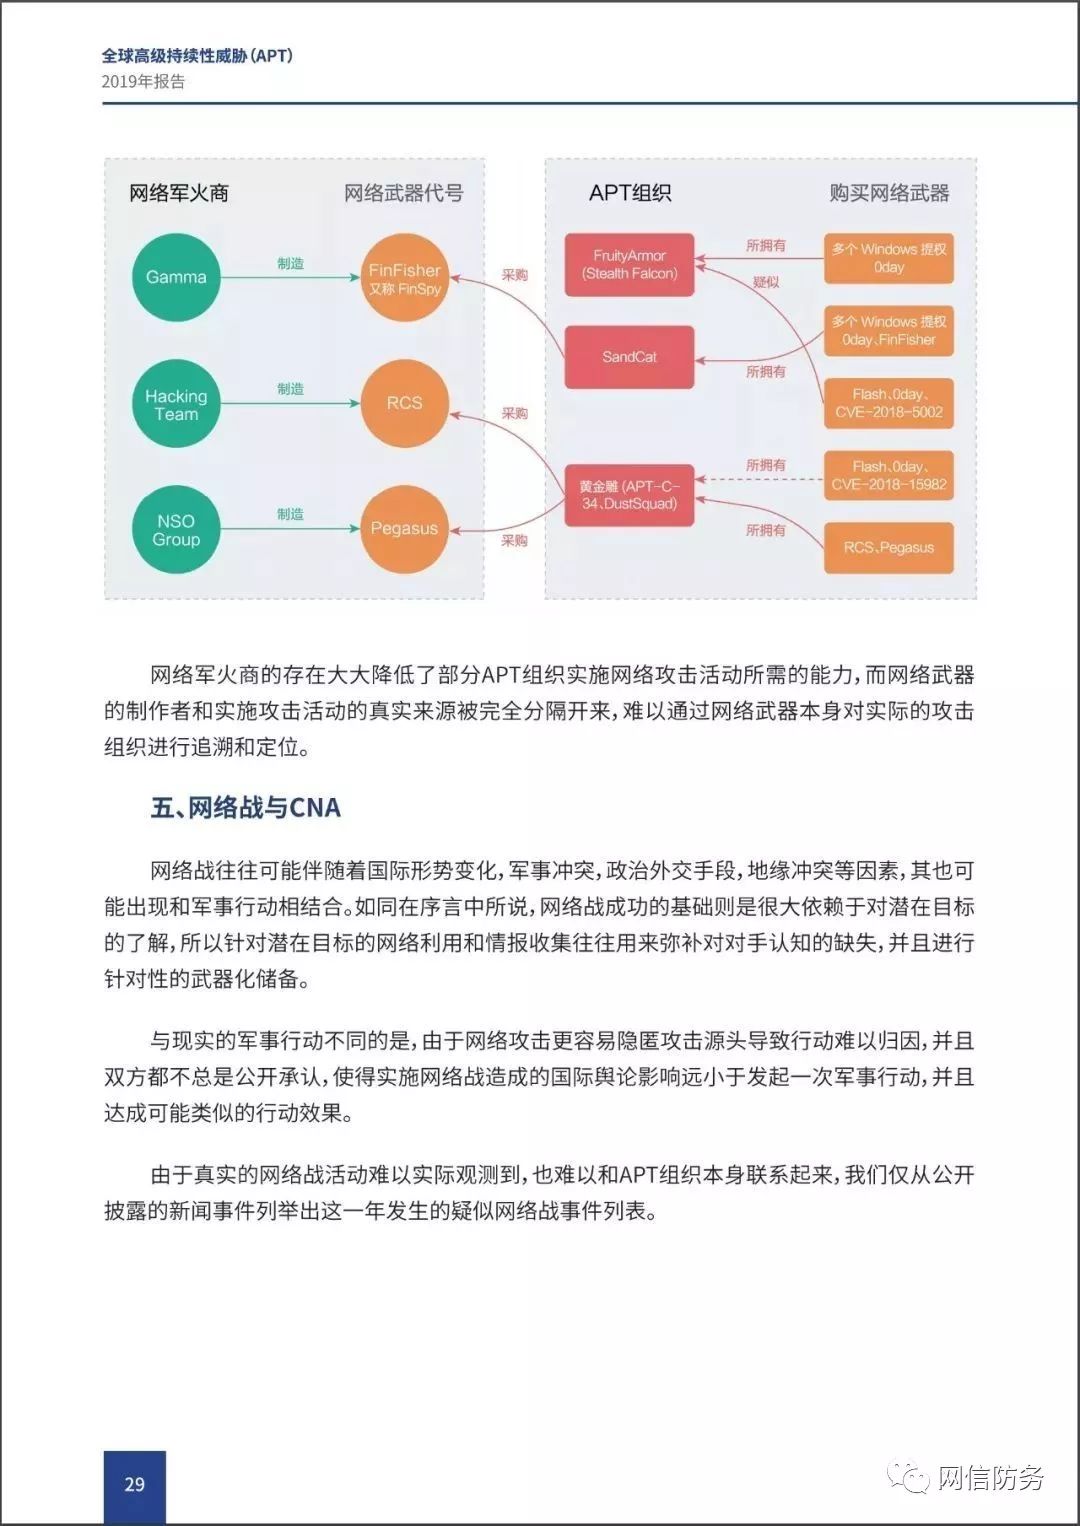 全球高级持续性威胁(APT)
2019年报告
网络军火商
网络武器代号
Gamma
制造
FinFisher
又称 FinSpy
Hacking
Team
制造
RCS
NSO
Group
制造
Pegasus
采购
采购
采购
APT组织
购买网络武器
FruityArmor
(Stealth Falcon)
所拥有
多个 Windows 提权
0day
疑似
SandCat
多个 Windows 提权
0day、FinFisher
所拥有
Flash、0day、
CVE-2018-5002
黄金雕 (APT-C-
34、DustSquad)
所拥有
Flash、0day、
CVE-2018-15982
所拥有
RCS、Pegasus
网络军火商的存在大大降低了部分APT组织实施网络攻击活动所需的能力，而网络武器
的制作者和实施攻击活动的真实来源被完全分隔开来，难以通过网络武器本身对实际的攻击
组织进行追溯和定位。
五、网络战与CNA
网络战往往可能伴随着国际形势变化，军事冲突，政治外交手段，地缘冲突等因素，其也可
能出现和军事行动相结合。如同在序言中所说，网络战成功的基础则是很大依赖于对潜在目标
的了解，所以针对潜在目标的网络利用和情报收集往往用来弥补对对手认知的缺失，并且进行
针对性的武器化储备。
与现实的军事行动不同的是，由于网络攻击更容易隐匿攻击源头导致行动难以归因，并且
双方都不总是公开承认，使得实施网络战造成的国际舆论影响远小于发起一次军事行动，并且
达成可能类似的行动效果。
由于真实的网络战活动难以实际观测到，也难以和APT组织本身联系起来，我们仅从公开
披露的新闻事件列举出这一年发生的疑似网络战事件列表。
29
网信防务